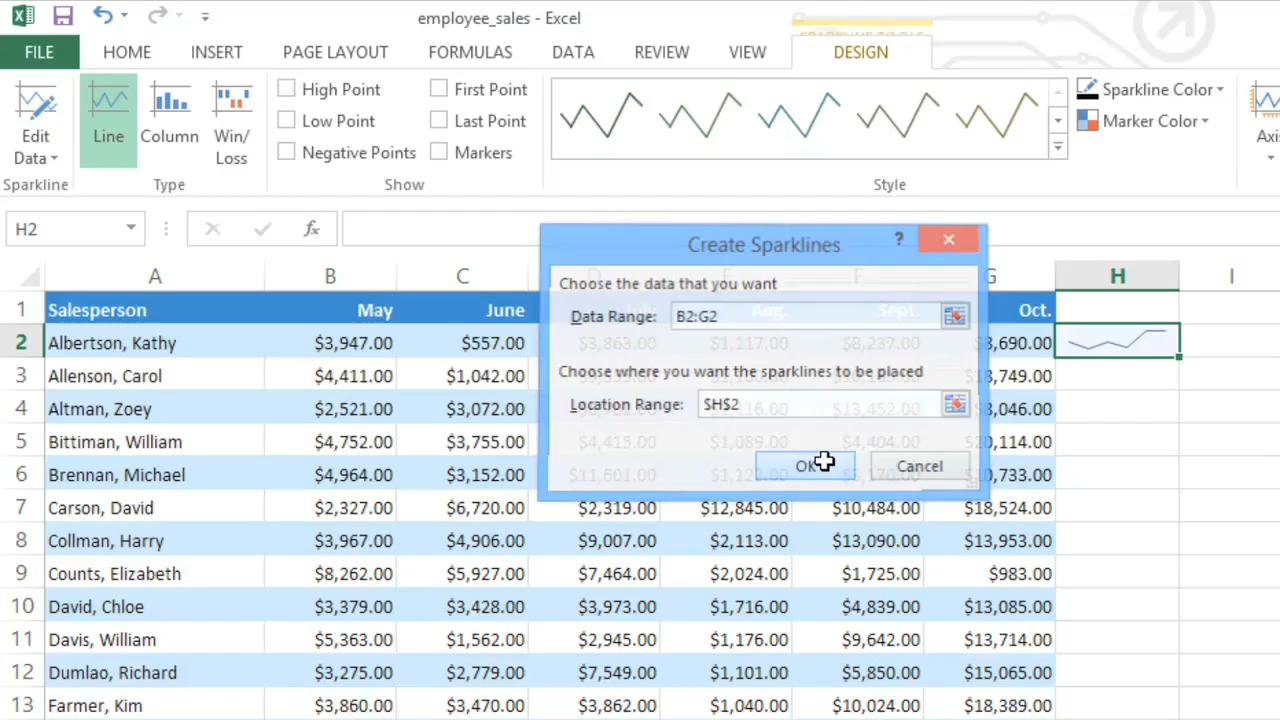 employee_sales - Excel
SPARKLINE TOOLS
FILE HOME INSERT PAGE LAYOUT FORMULAS DATA REVIEW VIEW DESIGN
High Point First Point Sparkline Color
Edit Data Line Column Win/ Loss Low Point Last Point Marker Color
Negative Points Markers
Sparkline Type Show Style
H2 fx
Create Sparklines ?
A B C D E F G H I
Choose the data that you want
1 Salesperson May June Aug. Sept. Oct.
Data Range: B2:G2
2 Albertson, Kathy $3,947.00 $557.00 $3,863.00 $1,117.00 $8,237.00 ,690.00
Choose where you want the sparklines to be placed
3 Allenson, Carol $4,411.00 $1,042.00 ,749.00
Location Range: $H$2
4 Altman, Zoey $2,521.00 $3,072.00 $13,452.00 ,046.00
5 Bittiman, William $4,752.00 $3,755.00 $4,415.00 $1,089.00 $4,404.00 ,114.00
OK Cancel
6 Brennan, Michael $4,964.00 $3,152.00 $11,601.00 ,733.00
7 Carson, David $2,327.00 $6,720.00 $2,319.00 $12,845.00 $10,484.00 $18,524.00
8 Collman, Harry $3,967.00 $4,906.00 $9,007.00 $2,113.00 $13,090.00 $13,953.00
9 Counts, Elizabeth $8,262.00 $5,927.00 $7,464.00 $2,024.00 $1,725.00 $983.00
10 David, Chloe $3,379.00 $3,428.00 $3,973.00 $1,716.00 $4,839.00 $13,085.00
11 Davis, William $5,363.00 $1,562.00 $2,945.00 $1,176.00 $9,642.00 $13,714.00
12 Dumlao, Richard $3,275.00 $2,779.00 $7,549.00 $1,101.00 $5,850.00 $15,065.00
13 Farmer, Kim $3,860.00 $3,470.00 $3,862.00 $1,040.00 $10,024.00 $18,389.00